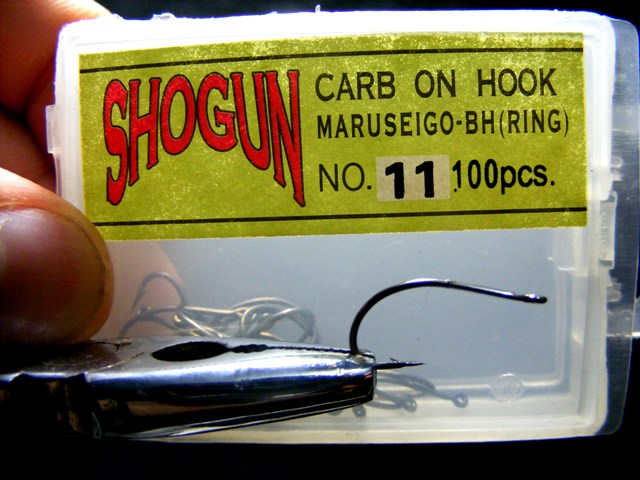 SHOGUN
CARB ON HOOK
MARUSEIGO-BH(RING)
NO. 11 100pcs.